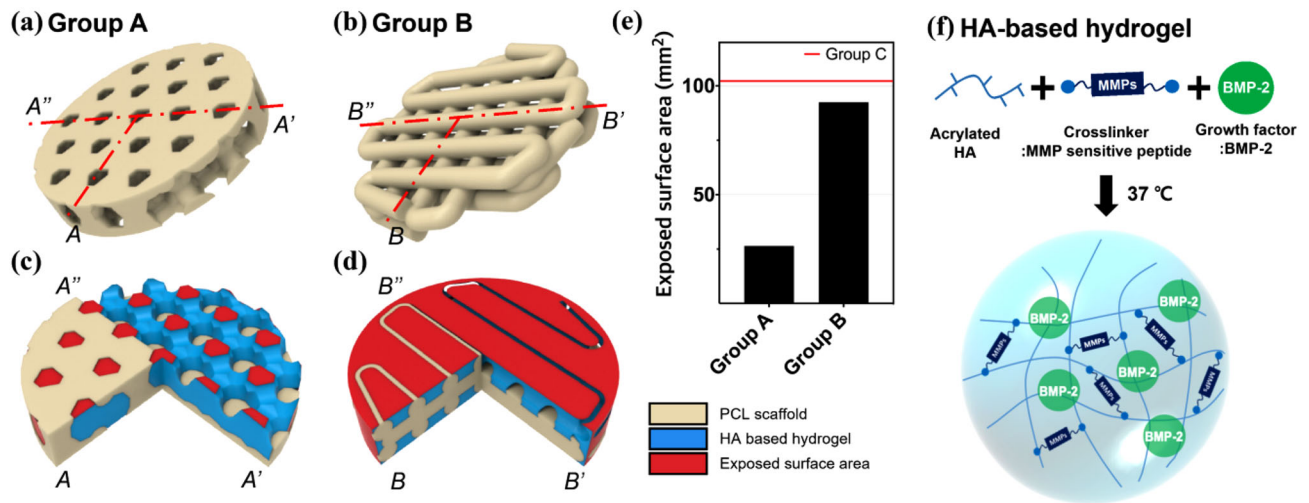 (a) Group A
A''
A'
A
(b) Group B
B''
B'
B
(c)
A''
A
A'
(d)
B''
B
B'
(e)
Exposed surface area (mm²)
Group C
100
50
Group A
Group B
PCL scaffold
HA based hydrogel
Exposed surface area
(f) HA-based hydrogel
+ MMPs + BMP-2
Acrylated
HA
Crosslinker
:MMP sensitive peptide
Growth factor
:BMP-2
37 ℃
BMP-2
BMP-2
MMPs
MMPs
MMPs
BMP-2
MMPs
MMPs
BMP-2
MMPs
BMP-2